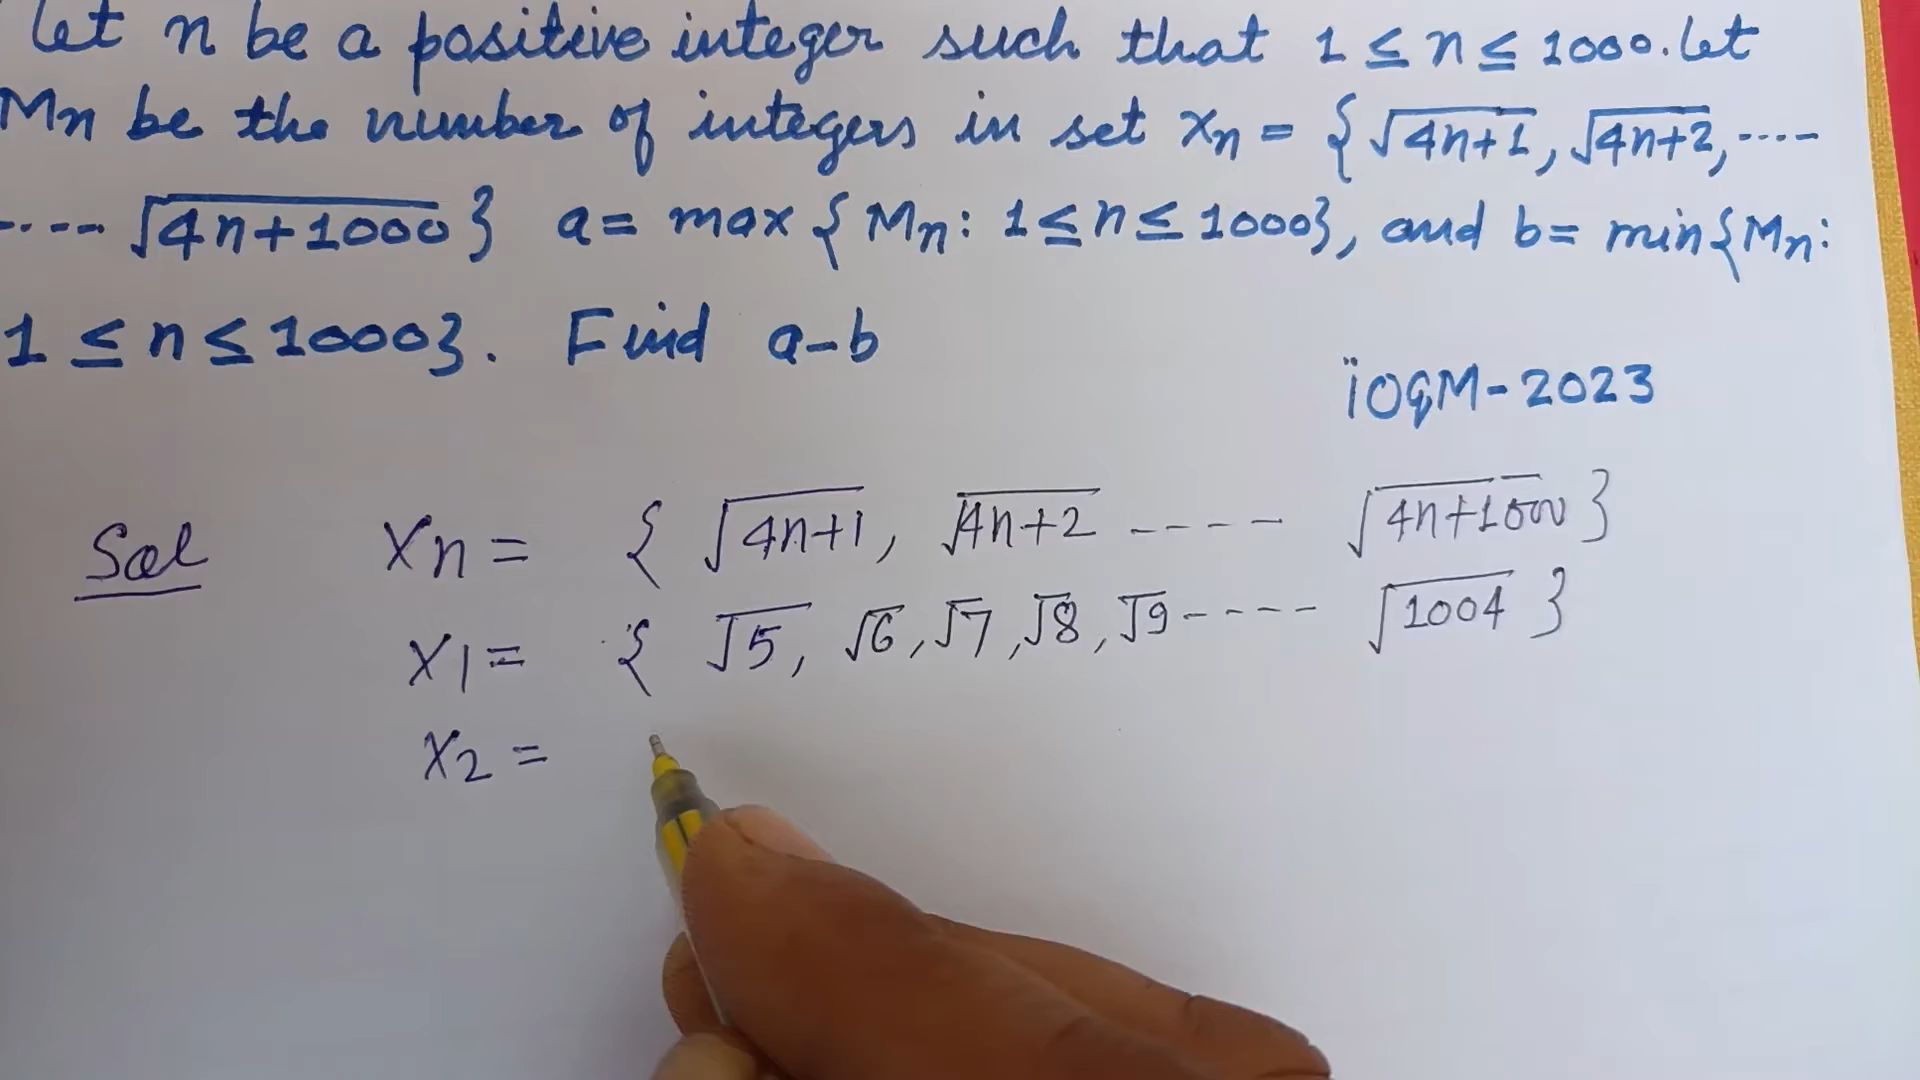 let n be a positive integer such that 1 ≤ n ≤ 1000. let
Mn be the number of integers in set Xn = {√4n+1, √4n+2, ----
---- √4n+1000} a = max {Mn: 1≤n≤1000}, and b = min{Mn:
1 ≤ n ≤ 1000}. Find a-b
IOQM-2023
Sol Xn = {√4n+1, √4n+2 ---- √4n+1000}
X1 = {√5, √6, √7, √8, √9 ---- √1004}
X2 =